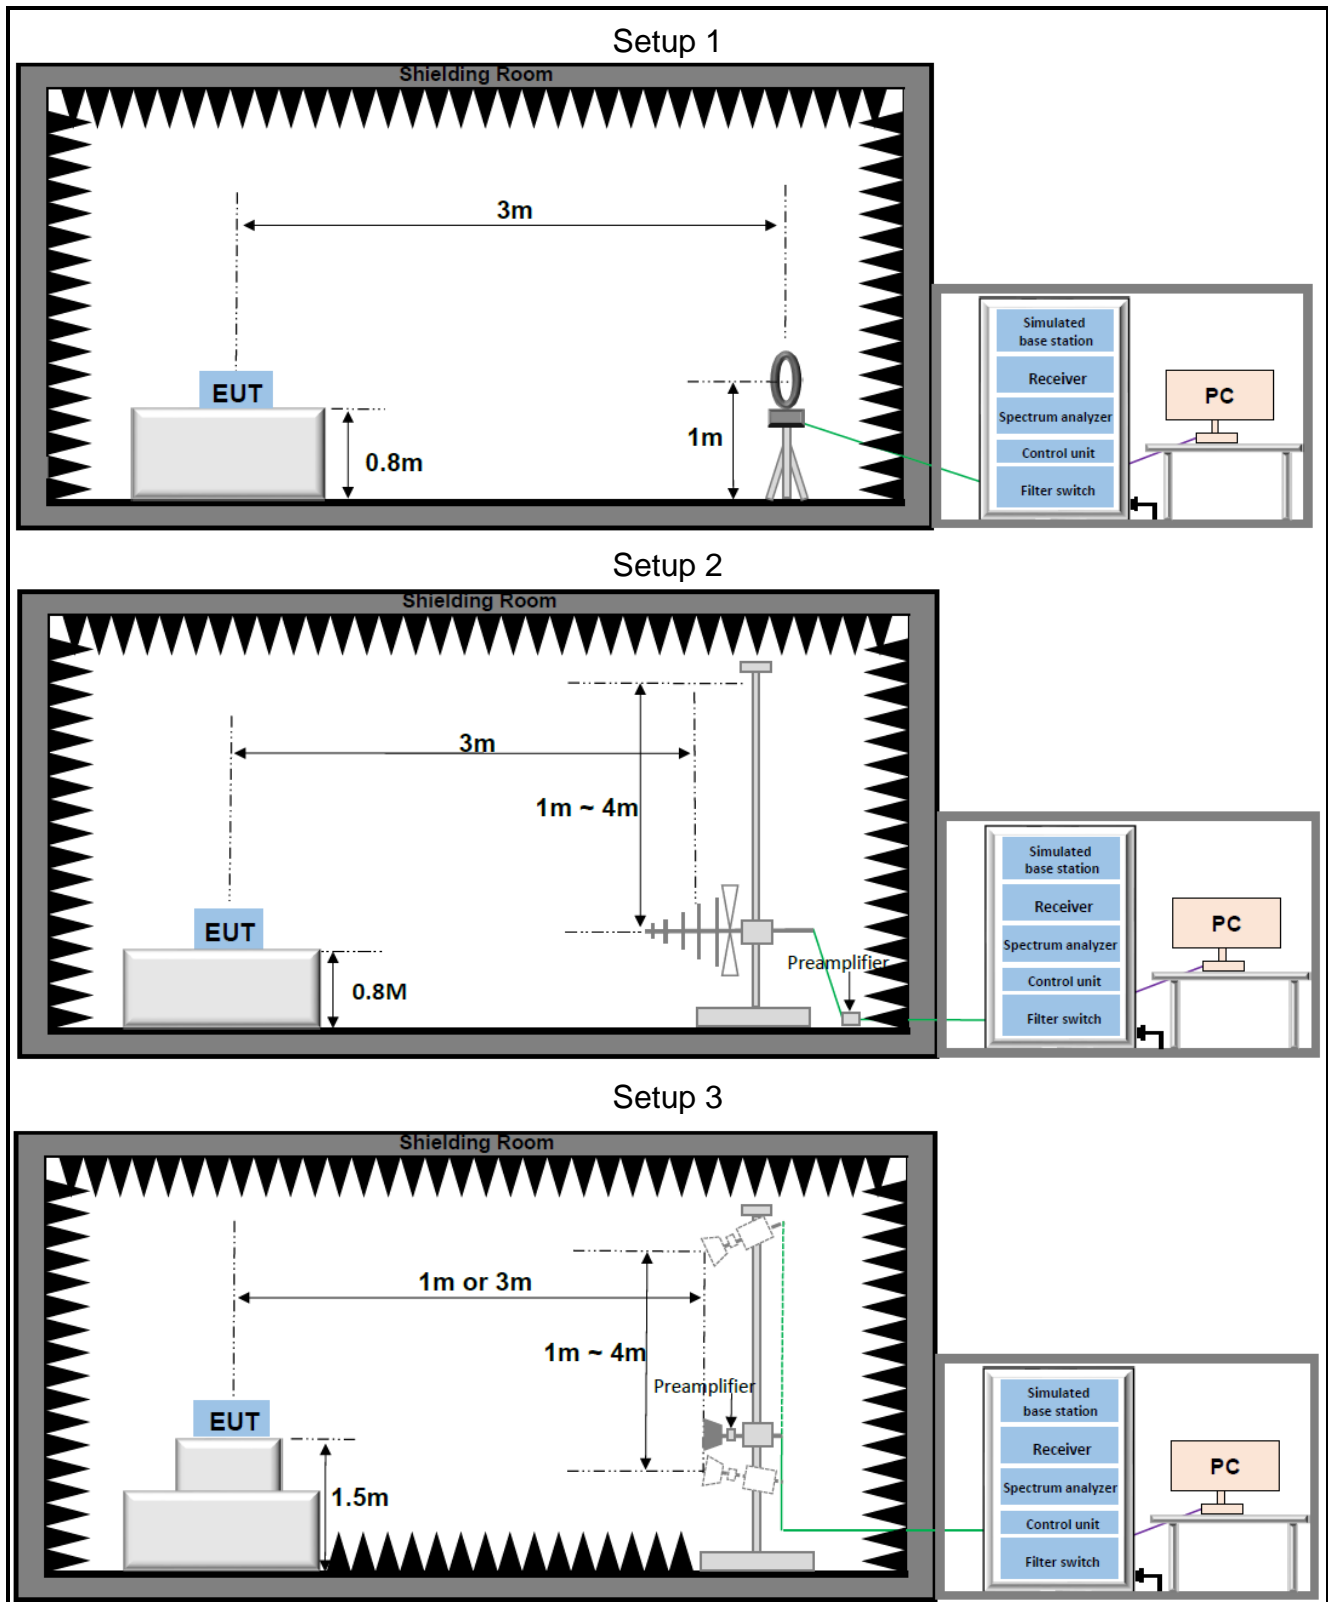 Setup 1
Shielding Room
3m
EUT
0.8m
1m
Simulated
base station
Receiver
Spectrum analyzer
Control unit
Filter switch
PC
Setup 2
Shielding Room
3m
1m ~ 4m
EUT
0.8M
Preamplifier
Simulated
base station
Receiver
Spectrum analyzer
Control unit
Filter switch
PC
Setup 3
Shielding Room
1m or 3m
1m ~ 4m
Preamplifier
EUT
1.5m
Simulated
base station
Receiver
Spectrum analyzer
Control unit
Filter switch
PC